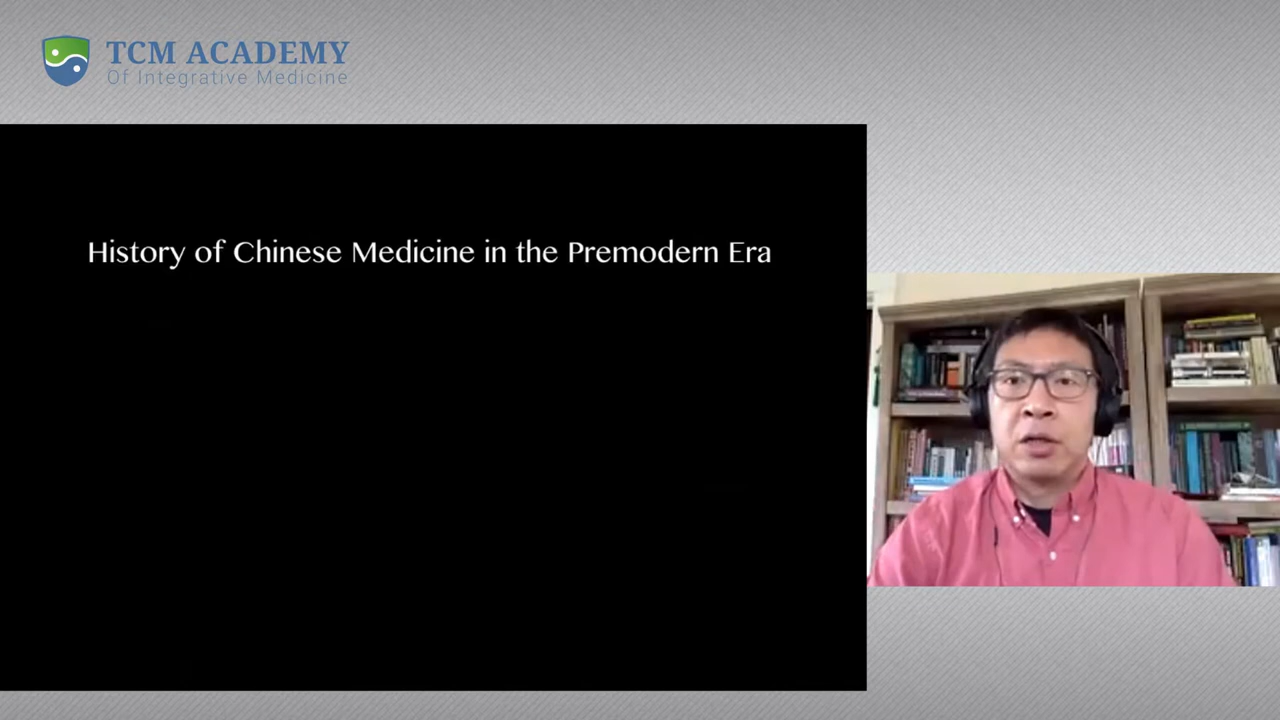 TCM ACADEMY
Of Integrative Medicine
History of Chinese Medicine in the Premodern Era